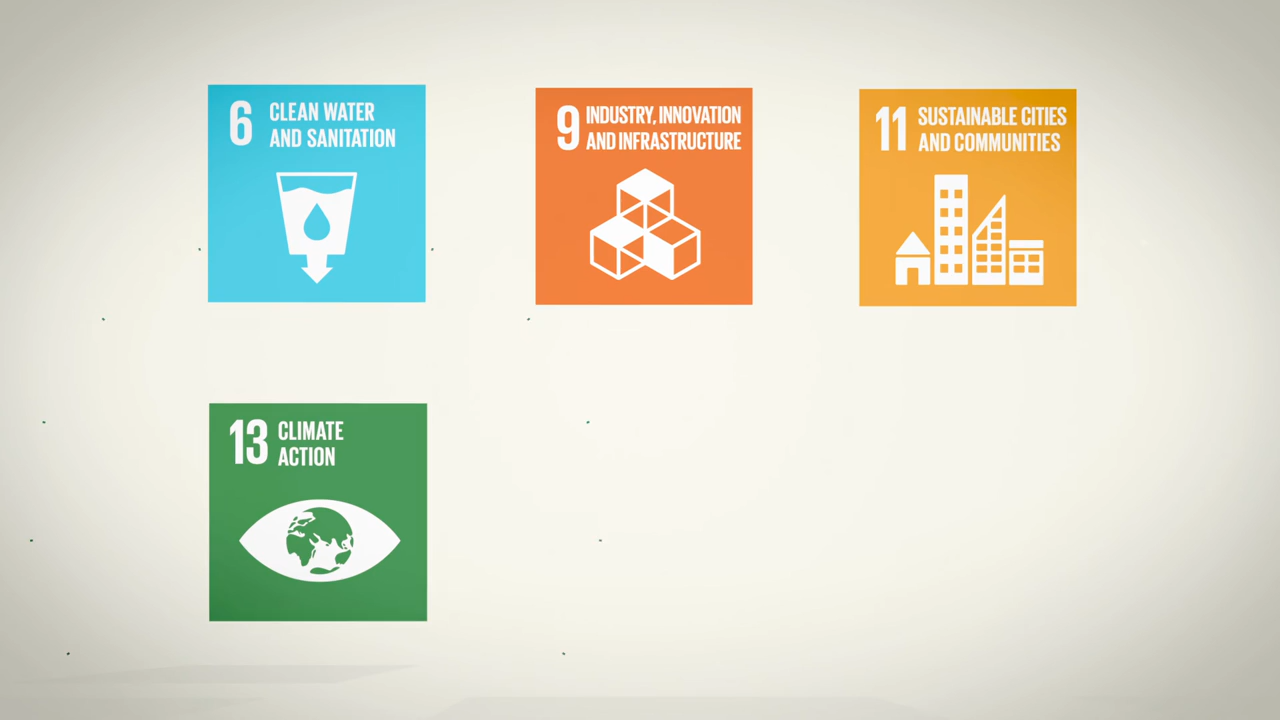 6 CLEAN WATER
AND SANITATION
9 INDUSTRY, INNOVATION
AND INFRASTRUCTURE
11 SUSTAINABLE CITIES
AND COMMUNITIES
13 CLIMATE
ACTION